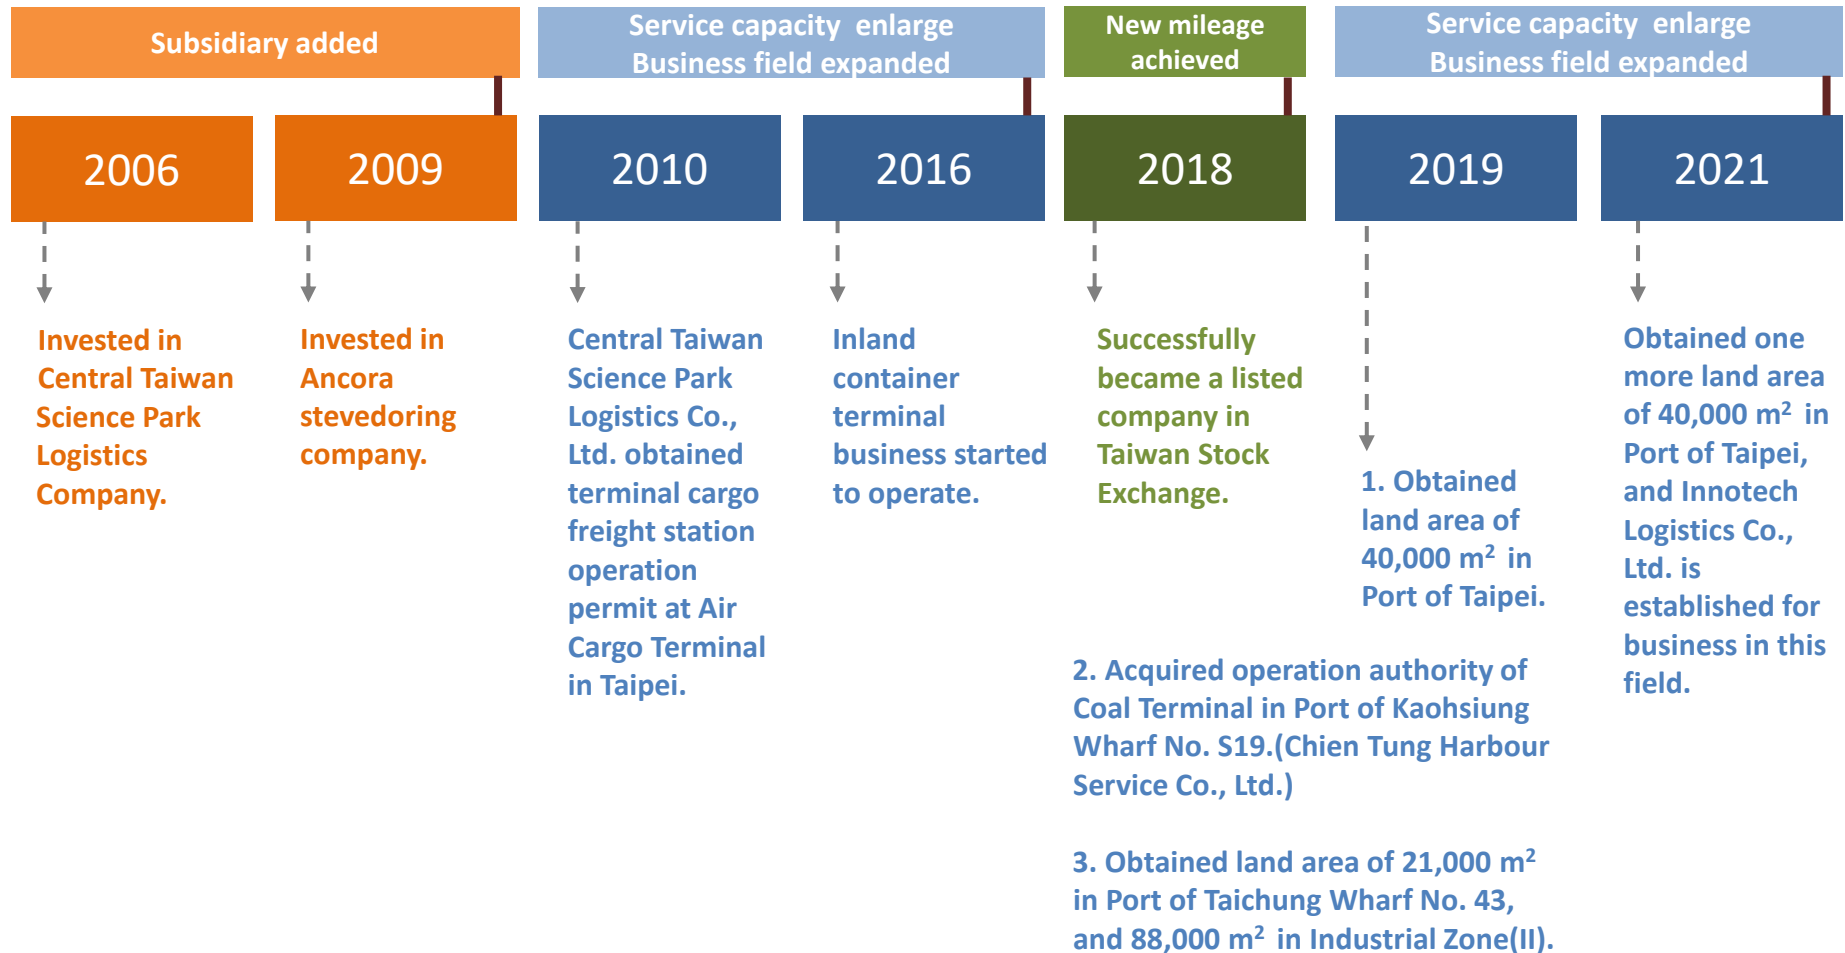 Subsidiary added
Service capacity enlarge
Business field expanded
New mileage
achieved
Service capacity enlarge
Business field expanded
2006
2009
2010
2016
2018
2019
2021
Invested in
Central Taiwan
Science Park
Logistics
Company.
Invested in
Ancora
stevedoring
company.
Central Taiwan
Science Park
Logistics Co.,
Ltd. obtained
terminal cargo
freight station
operation
permit at Air
Cargo Terminal
in Taipei.
Inland
container
terminal
business started
to operate.
Successfully
became a listed
company in
Taiwan Stock
Exchange.
1. Obtained
land area of
40,000 m² in
Port of Taipei.
2. Acquired operation authority of
Coal Terminal in Port of Kaohsiung
Wharf No. S19.(Chien Tung Harbour
Service Co., Ltd.)
3. Obtained land area of 21,000 m²
in Port of Taichung Wharf No. 43,
and 88,000 m² in Industrial Zone(II).
Obtained one
more land area
of 40,000 m² in
Port of Taipei,
and Innotech
Logistics Co.,
Ltd. is
established for
business in this
field.